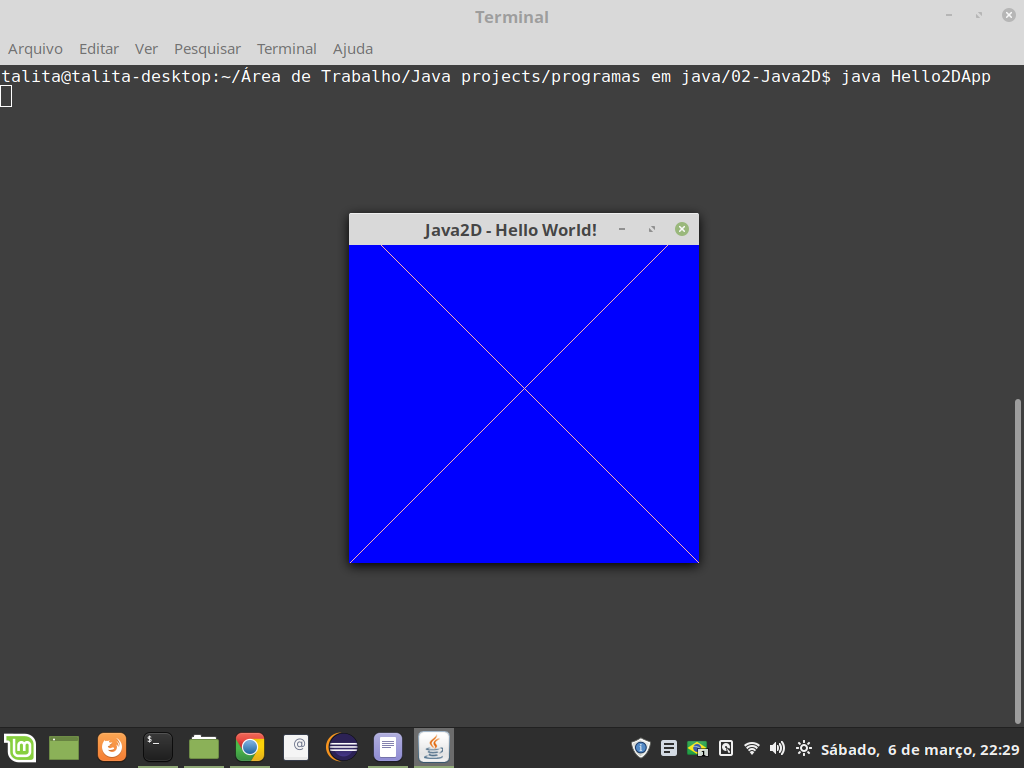 Terminal
Arquivo Editar Ver Pesquisar Terminal Ajuda
talita@talita-desktop:~/Área de Trabalho/Java projects/programas em java/02-Java2D$ java Hello2DApp
Java2D - Hello World!
$_ @ 1 Sábado, 6 de março, 22:29